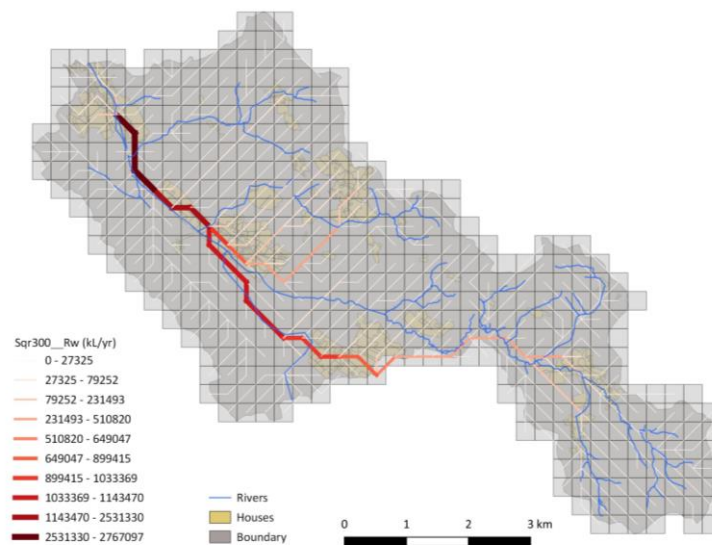 Sqr300__Rw (kL/yr)
0 - 27325
27325 - 79252
79252 - 231493
231493 - 510820
510820 - 649047
649047 - 899415
899415 - 1033369
1033369 - 1143470
1143470 - 2531330
2531330 - 2767097
Rivers
Houses
Boundary
0 1 2 3 km